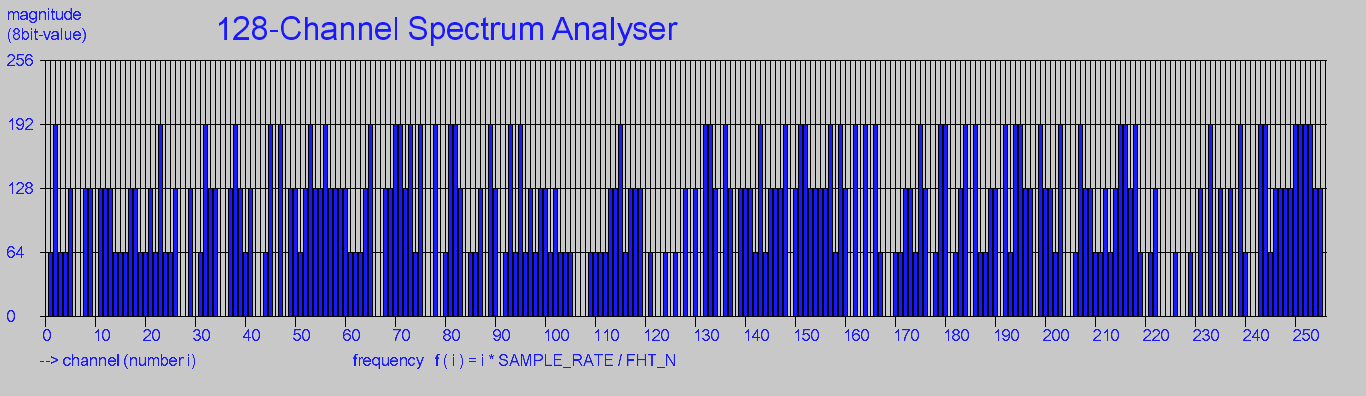 magnitude
(8bit-value)
128-Channel Spectrum Analyser
256
192
128
64
0
0 10 20 30 40 50 60 70 80 90 100 110 120 130 140 150 160 170 180 190 200 210 220 230 240 250
--> channel (number i) frequency f ( i ) = i * SAMPLE_RATE / FHT_N